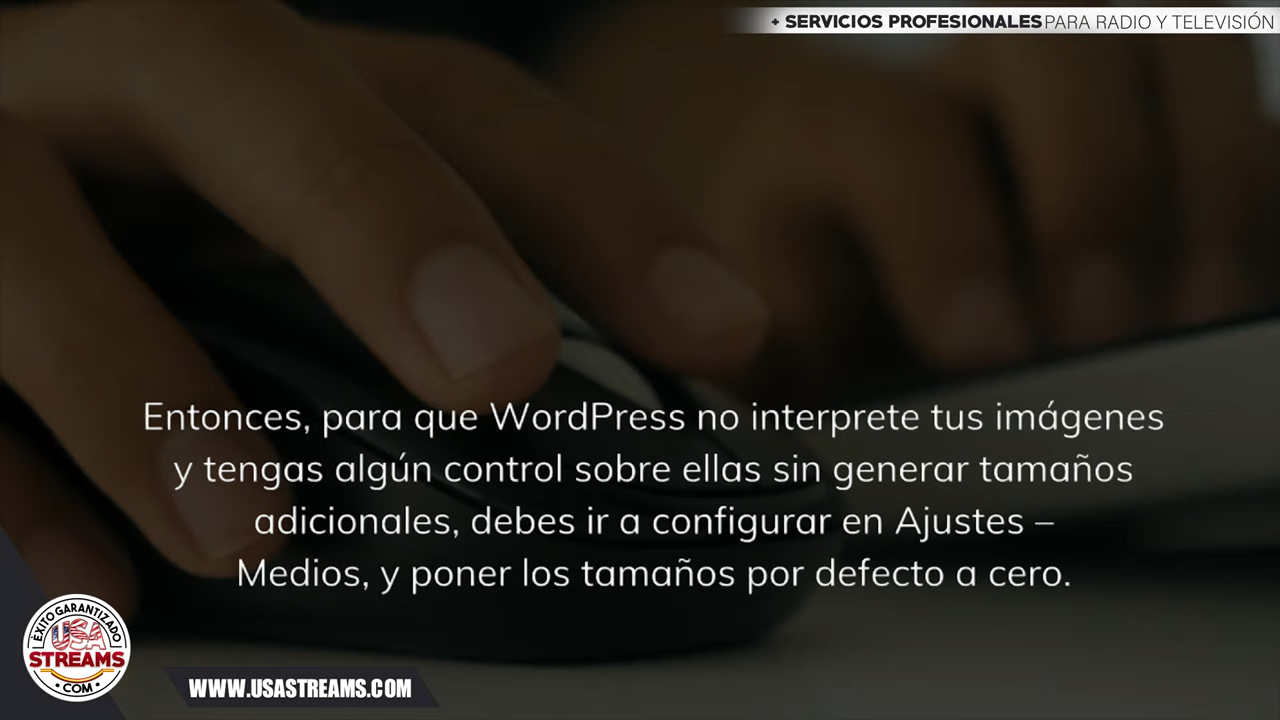 + SERVICIOS PROFESIONALES PARA RADIO Y TELEVISIÓN
Entonces, para que WordPress no interprete tus imágenes
y tengas algún control sobre ellas sin generar tamaños
adicionales, debes ir a configurar en Ajustes –
Medios, y poner los tamaños por defecto a cero.
ÉXITO GARANTIZADO
USA
STREAMS
• COM •
WWW.USASTREAMS.COM